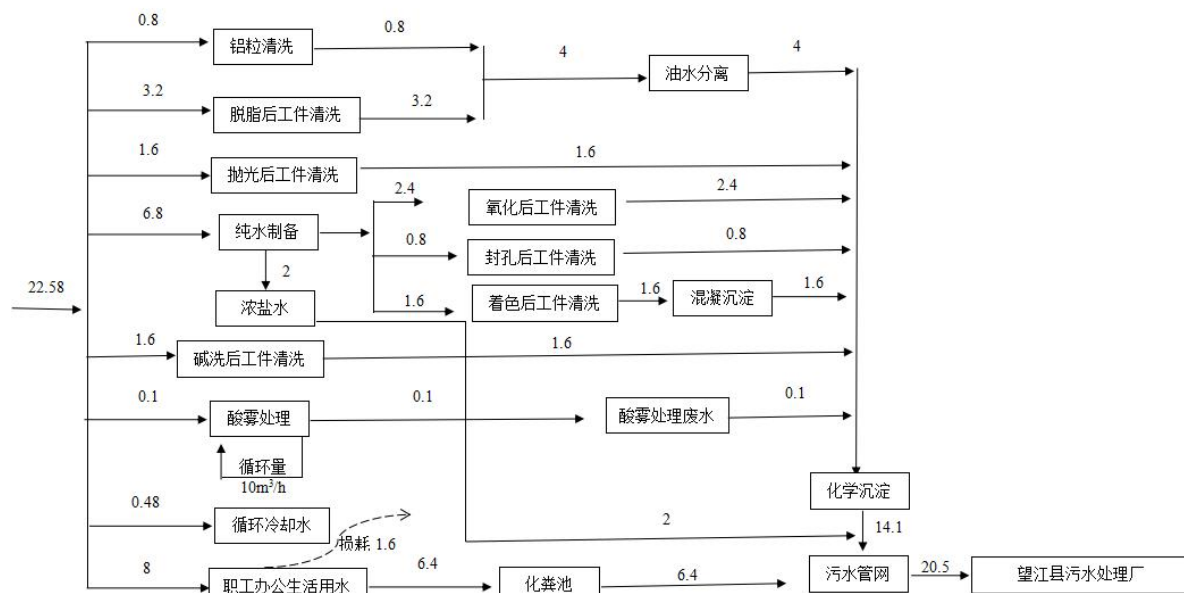 0.8
铝粒清洗
0.8
4
油水分离
4
3.2
脱脂后工件清洗
3.2
1.6
抛光后工件清洗
1.6
6.8
纯水制备
2.4
氧化后工件清洗
2.4
0.8
封孔后工件清洗
0.8
2
1.6
着色后工件清洗
1.6
混凝沉淀
1.6
22.58
浓盐水
1.6
碱洗后工件清洗
1.6
0.1
酸雾处理
0.1
酸雾处理废水
0.1
循环量
10m³/h
化学沉淀
0.48
循环冷却水
损耗 1.6
2
14.1
8
职工办公生活用水
6.4
化粪池
6.4
污水管网
20.5
望江县污水处理厂